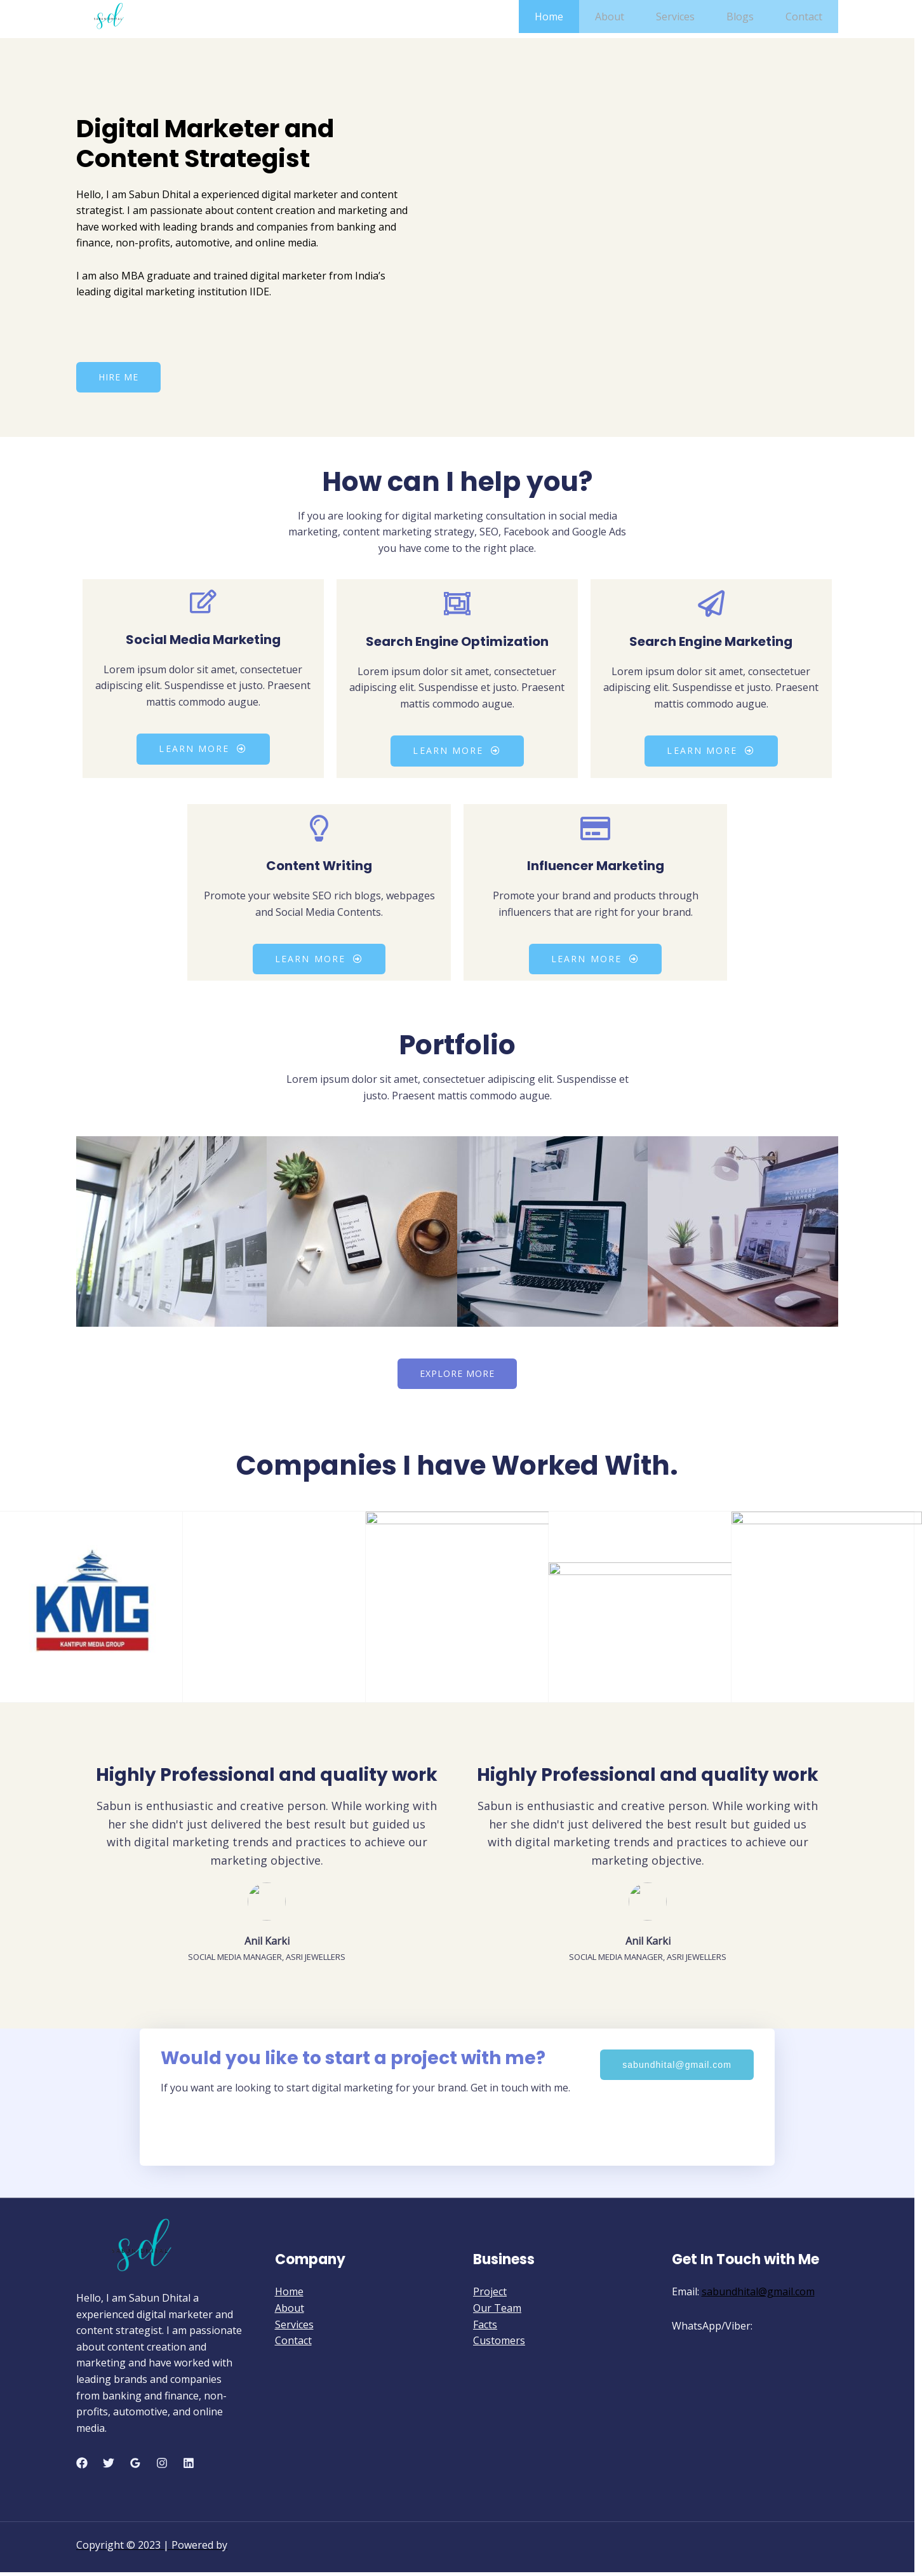 Home About Services Blogs Contact
Digital Marketer and
Content Strategist
Hello, I am Sabun Dhital a experienced digital marketer and content
strategist. I am passionate about content creation and marketing and
have worked with leading brands and companies from banking and
finance, non-profits, automotive, and online media.
I am also MBA graduate and trained digital marketer from India’s
leading digital marketing institution IIDE.
HIRE ME
How can I help you?
If you are looking for digital marketing consultation in social media
marketing, content marketing strategy, SEO, Facebook and Google Ads
you have come to the right place.
Social Media Marketing
Lorem ipsum dolor sit amet, consectetuer
adipiscing elit. Suspendisse et justo. Praesent
mattis commodo augue.
LEARN MORE
Search Engine Optimization
Lorem ipsum dolor sit amet, consectetuer
adipiscing elit. Suspendisse et justo. Praesent
mattis commodo augue.
LEARN MORE
Search Engine Marketing
Lorem ipsum dolor sit amet, consectetuer
adipiscing elit. Suspendisse et justo. Praesent
mattis commodo augue.
LEARN MORE
Content Writing
Promote your website SEO rich blogs, webpages
and Social Media Contents.
LEARN MORE
Influencer Marketing
Promote your brand and products through
influencers that are right for your brand.
LEARN MORE
Portfolio
Lorem ipsum dolor sit amet, consectetuer adipiscing elit. Suspendisse et
justo. Praesent mattis commodo augue.
EXPLORE MORE
Companies I have Worked With.
KMG
KANTIPUR MEDIA GROUP
Highly Professional and quality work
Sabun is enthusiastic and creative person. While working with
her she didn't just delivered the best result but guided us
with digital marketing trends and practices to achieve our
marketing objective.
Anil Karki
SOCIAL MEDIA MANAGER, ASRI JEWELLERS
Highly Professional and quality work
Sabun is enthusiastic and creative person. While working with
her she didn't just delivered the best result but guided us
with digital marketing trends and practices to achieve our
marketing objective.
Anil Karki
SOCIAL MEDIA MANAGER, ASRI JEWELLERS
Would you like to start a project with me?
If you want are looking to start digital marketing for your brand. Get in touch with me.
sabundhital@gmail.com
sd
Hello, I am Sabun Dhital a
experienced digital marketer and
content strategist. I am passionate
about content creation and
marketing and have worked with
leading brands and companies
from banking and finance, non-
profits, automotive, and online
media.
Company
Home
About
Services
Contact
Business
Project
Our Team
Facts
Customers
Get In Touch with Me
Email: sabundhital@gmail.com
WhatsApp/Viber:
Copyright © 2023 | Powered by